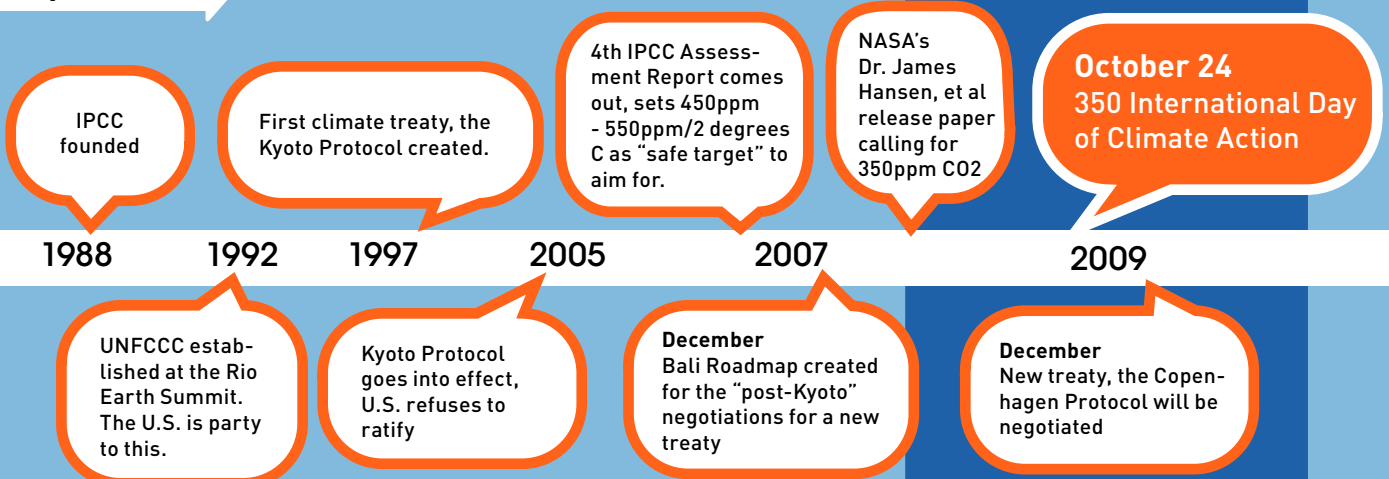 IPCC
founded
First climate treaty, the
Kyoto Protocol created.
4th IPCC Assess-
ment Report comes
out, sets 450ppm
- 550ppm/2 degrees
C as “safe target” to
aim for.
NASA’s
Dr. James
Hansen, et al
release paper
calling for
350ppm CO2
October 24
350 International Day
of Climate Action
1988 1992 1997 2005 2007 2009
UNFCCC estab-
lished at the Rio
Earth Summit.
The U.S. is party
to this.
Kyoto Protocol
goes into effect,
U.S. refuses to
ratify
December
Bali Roadmap created
for the “post-Kyoto”
negotiations for a new
treaty
December
New treaty, the Copen-
hagen Protocol will be
negotiated